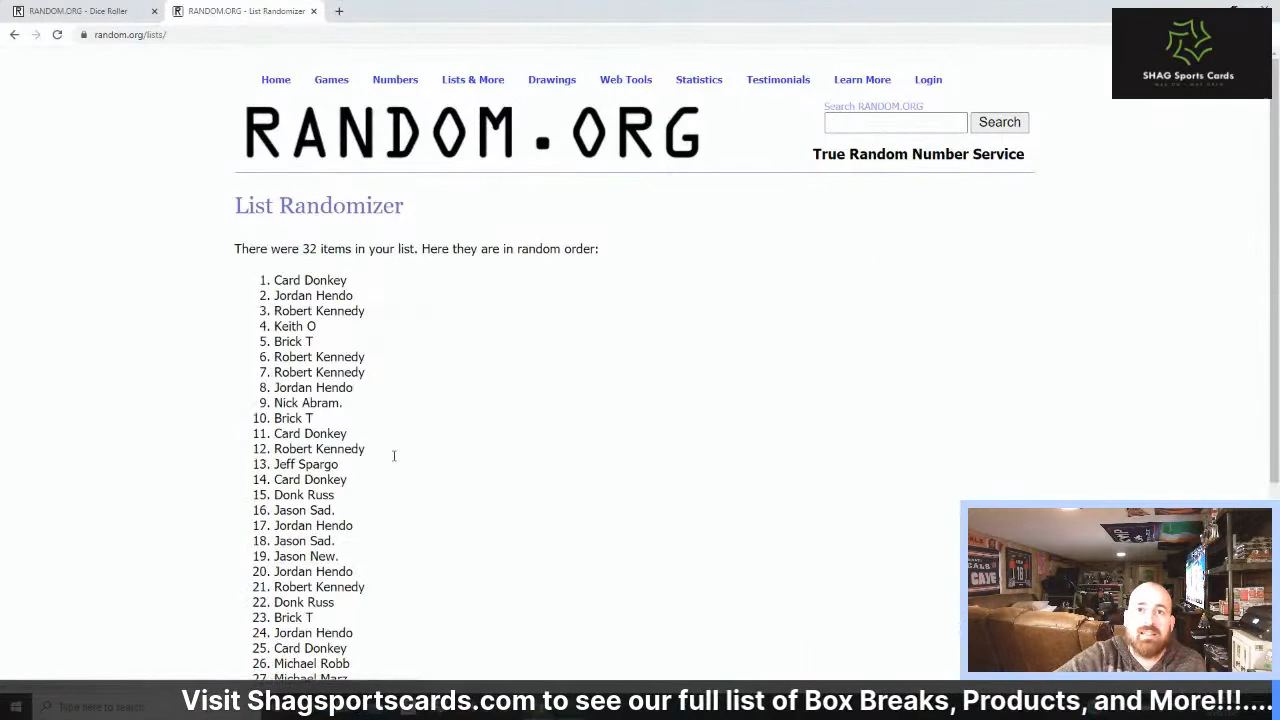 RANDOM.ORG - Dice Roller
RANDOM.ORG - List Randomizer
random.org/lists/
SHAG Sports Cards
Home Games Numbers Lists & More Drawings Web Tools Statistics Testimonials Learn More Login
Search RANDOM.ORG
RANDOM.ORG
Search
True Random Number Service
List Randomizer
There were 32 items in your list. Here they are in random order:
1. Card Donkey
2. Jordan Hendo
3. Robert Kennedy
4. Keith O
5. Brick T
6. Robert Kennedy
7. Robert Kennedy
8. Jordan Hendo
9. Nick Abram.
10. Brick T
11. Card Donkey
12. Robert Kennedy
13. Jeff Spargo
14. Card Donkey
15. Donk Russ
16. Jason Sad.
17. Jordan Hendo
18. Jason Sad.
19. Jason New.
20. Jordan Hendo
21. Robert Kennedy
22. Donk Russ
23. Brick T
24. Jordan Hendo
25. Card Donkey
26. Michael Robb
27. Michael Marz
Type here to search
Visit Shagsportscards.com to see our full list of Box Breaks, Products, and More!!!....